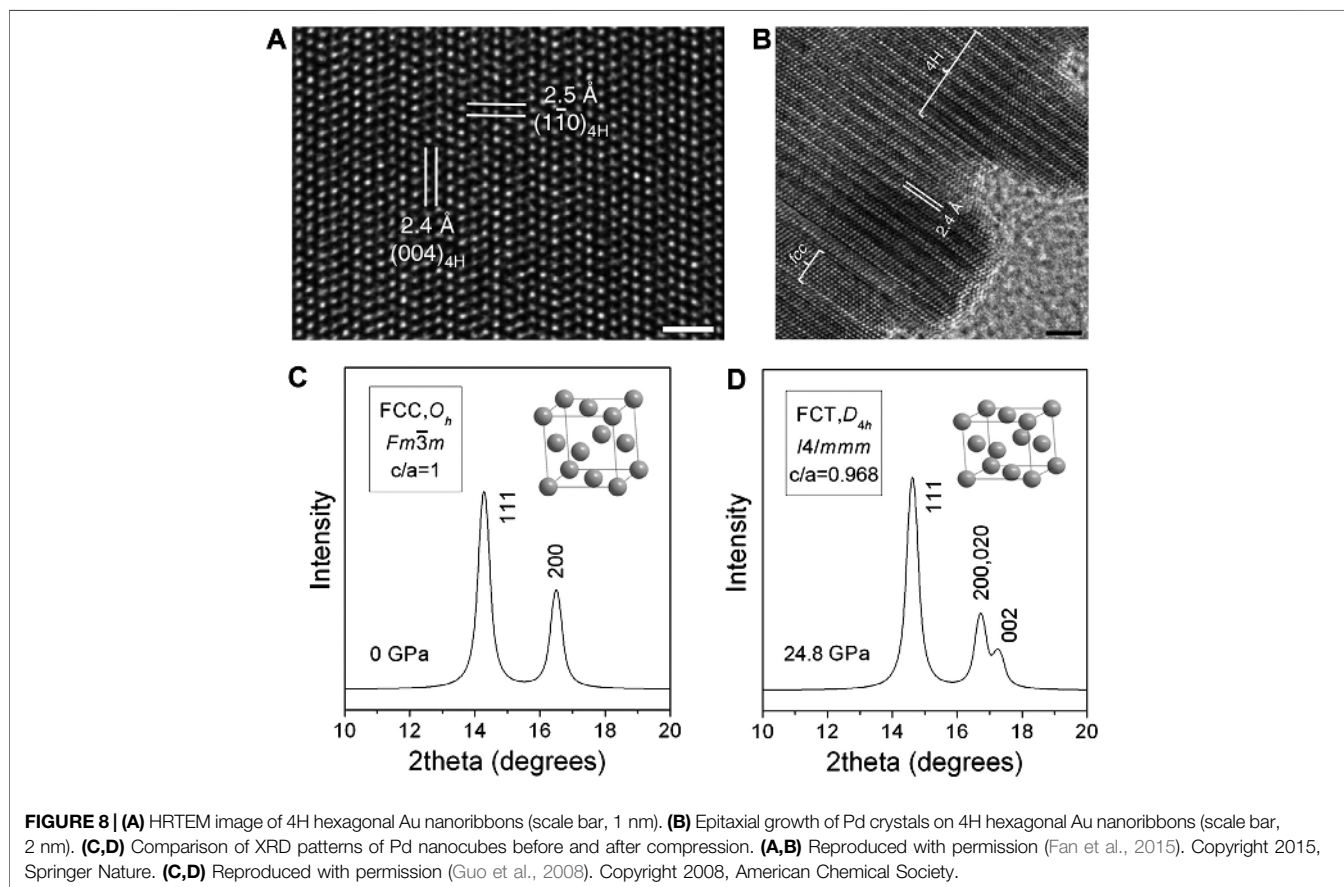 A
2.5 Å
(11̅0)4H
2.4 Å
(004)4H
B
4H
2.4 Å
fcc
C
FCC,Oh
Fm3̅m
c/a=1
111
200
0 GPa
Intensity
10 12 14 16 18 20
2theta (degrees)
D
FCT,D4h
I4/mmm
c/a=0.968
111
200,020
002
24.8 GPa
Intensity
10 12 14 16 18 20
2theta (degrees)
FIGURE 8 | (A) HRTEM image of 4H hexagonal Au nanoribbons (scale bar, 1 nm). (B) Epitaxial growth of Pd crystals on 4H hexagonal Au nanoribbons (scale bar,
2 nm). (C,D) Comparison of XRD patterns of Pd nanocubes before and after compression. (A,B) Reproduced with permission (Fan et al., 2015). Copyright 2015,
Springer Nature. (C,D) Reproduced with permission (Guo et al., 2008). Copyright 2008, American Chemical Society.